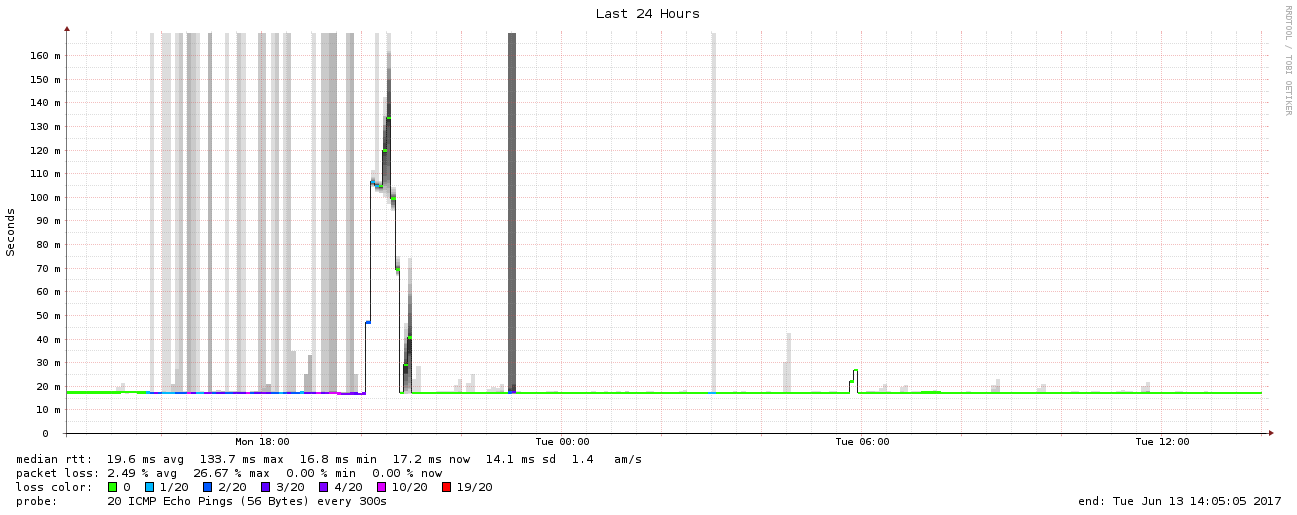 Last 24 Hours
RRDTOOL / TOBI OETIKER
Seconds
160 m
150 m
140 m
130 m
120 m
110 m
100 m
90 m
80 m
70 m
60 m
50 m
40 m
30 m
20 m
10 m
0
Mon 18:00 Tue 00:00 Tue 06:00 Tue 12:00
median rtt: 19.6 ms avg 133.7 ms max 16.8 ms min 17.2 ms now 14.1 ms sd 1.4 am/s
packet loss: 2.49 % avg 26.67 % max 0.00 % min 0.00 % now
loss color: 0 1/20 2/20 3/20 4/20 10/20 19/20
probe: 20 ICMP Echo Pings (56 Bytes) every 300s end: Tue Jun 13 14:05:05 2017